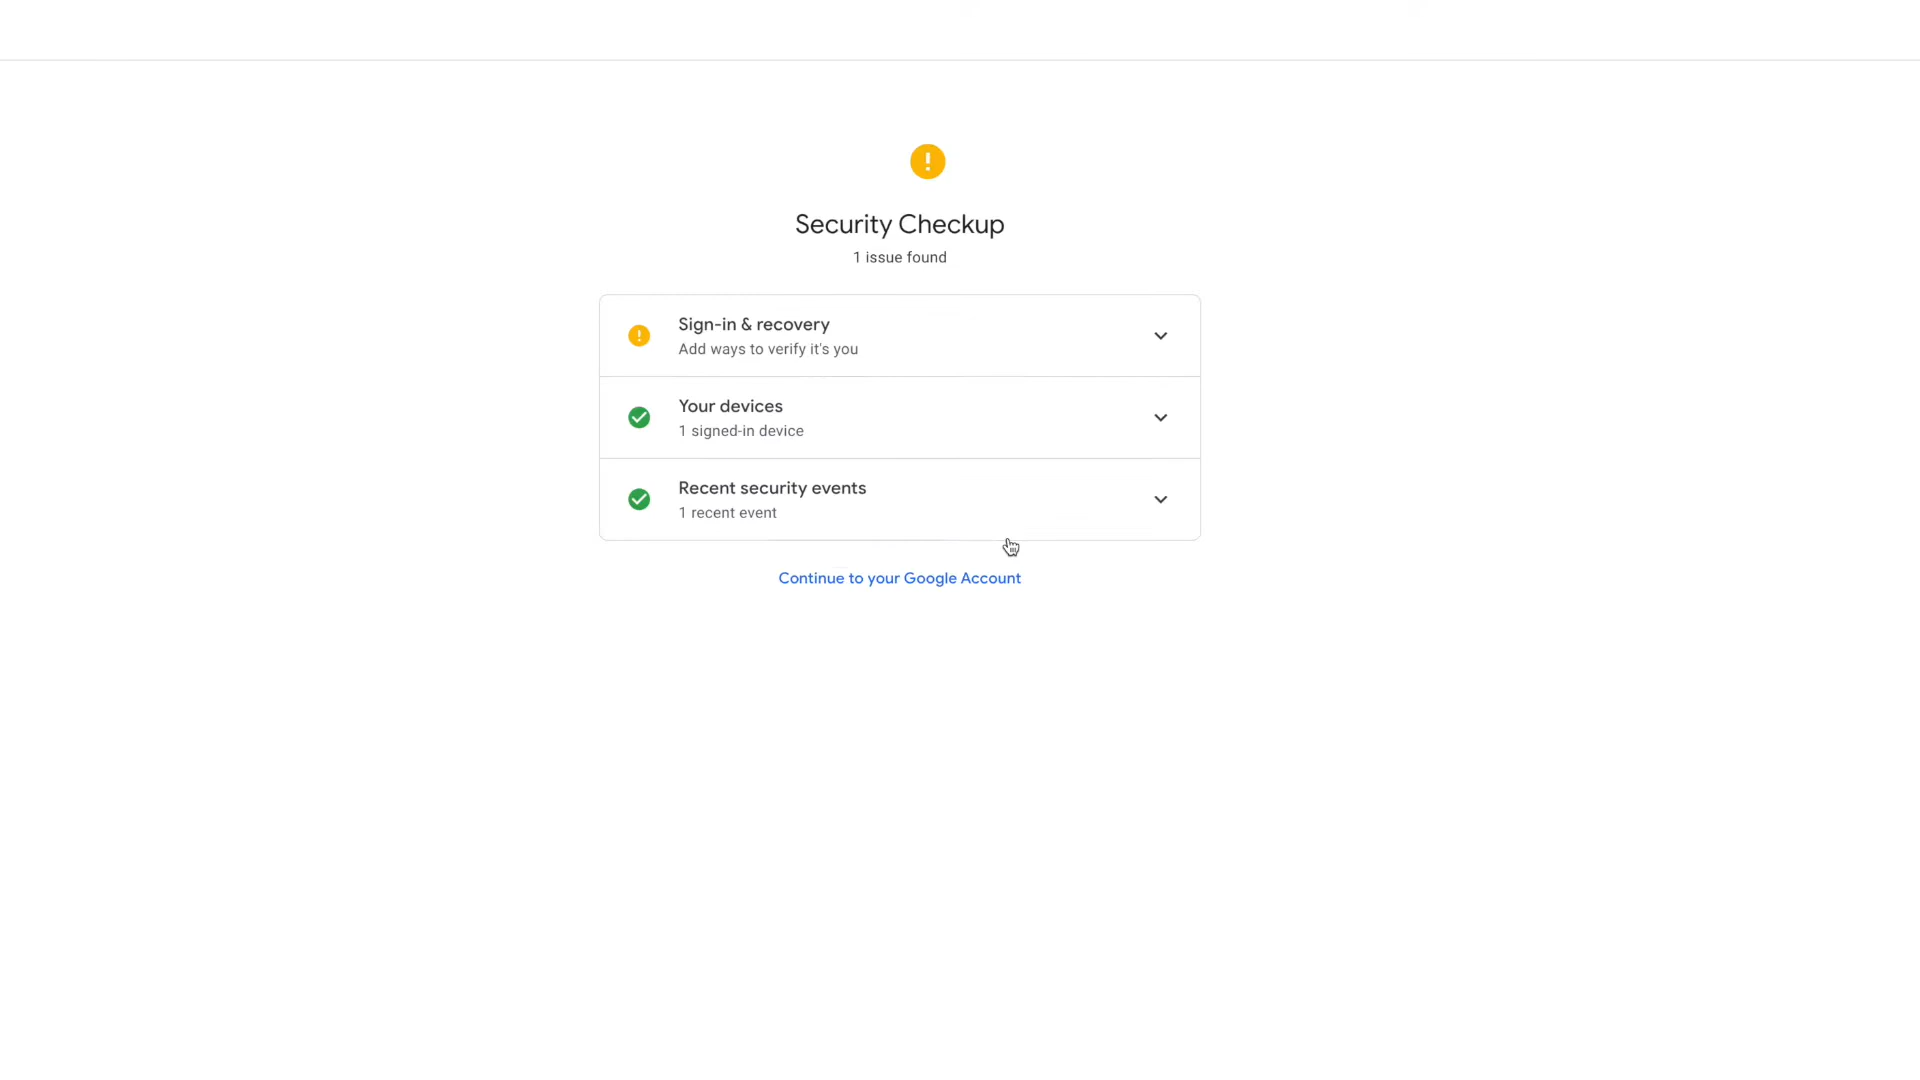 Security Checkup
1 issue found
Sign-in & recovery
Add ways to verify it's you
Your devices
1 signed-in device
Recent security events
1 recent event
Continue to your Google Account